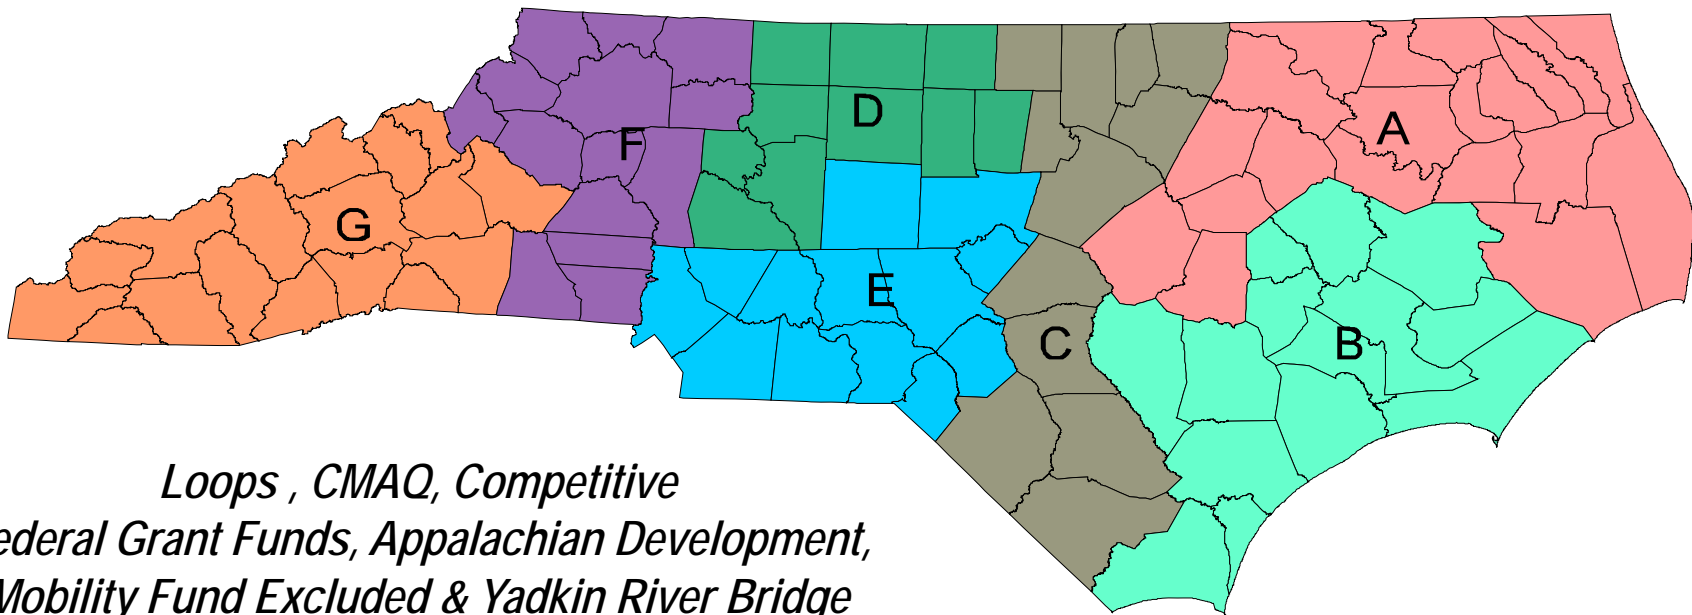 A
D
F
G
E
C
B
Loops , CMAQ, Competitive
ederal Grant Funds, Appalachian Development,
Mobility Fund Excluded & Yadkin River Bridge